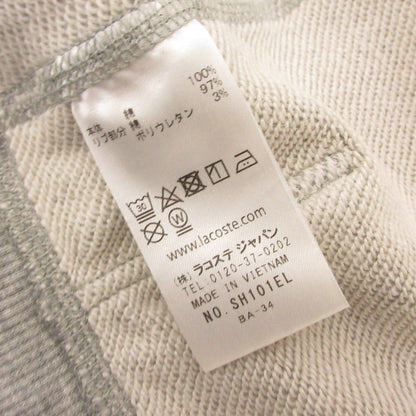 本体 綿 100%
リブ部分 綿 97%
ポリウレタン 3%
30
W
www.lacoste.com
(株)ラコステ ジャパン
TEL:0120-37-0202
MADE IN VIETNAM
NO. SH101EL
BA-34